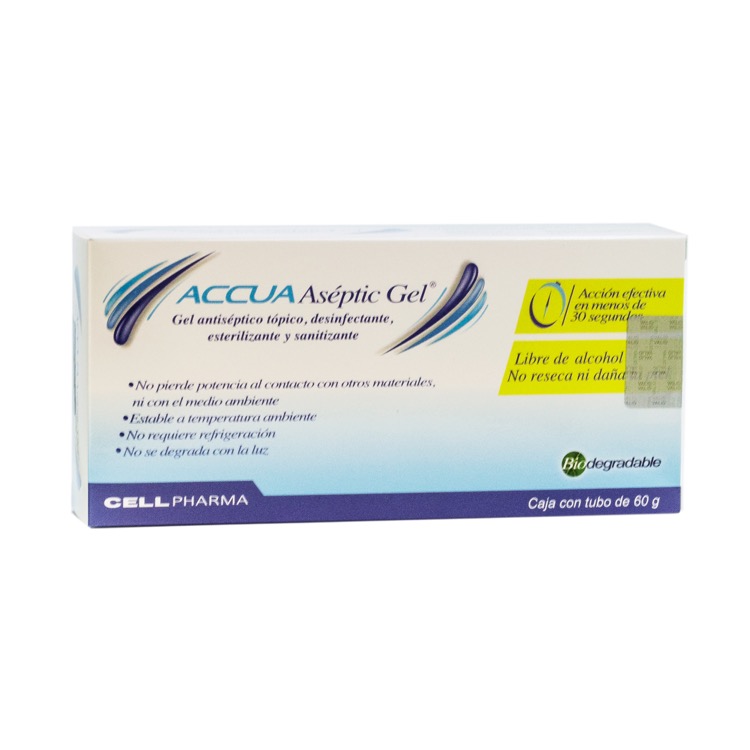 ACCUA Aséptic Gel®
Gel antiséptico tópico, desinfectante,
esterilizante y sanitizante
•No pierde potencia al contacto con otros materiales,
ni con el medio ambiente
•Estable a temperatura ambiente
•No requiere refrigeración
•No se degrada con la luz
Acción efectiva
en menos de
30 segundos
Libre de alcohol
No reseca ni daña
Biodegradable
CELLPHARMA
Caja con tubo de 60 g